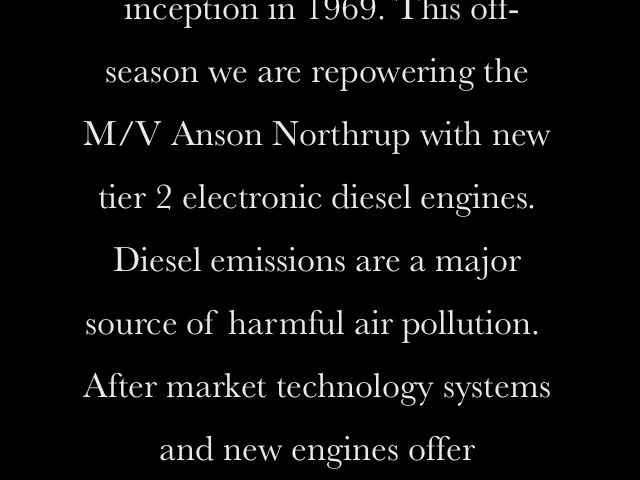 inception in 1969. This off-
season we are repowering the
M/V Anson Northrup with new
tier 2 electronic diesel engines.
Diesel emissions are a major
source of harmful air pollution.
After market technology systems
and new engines offer